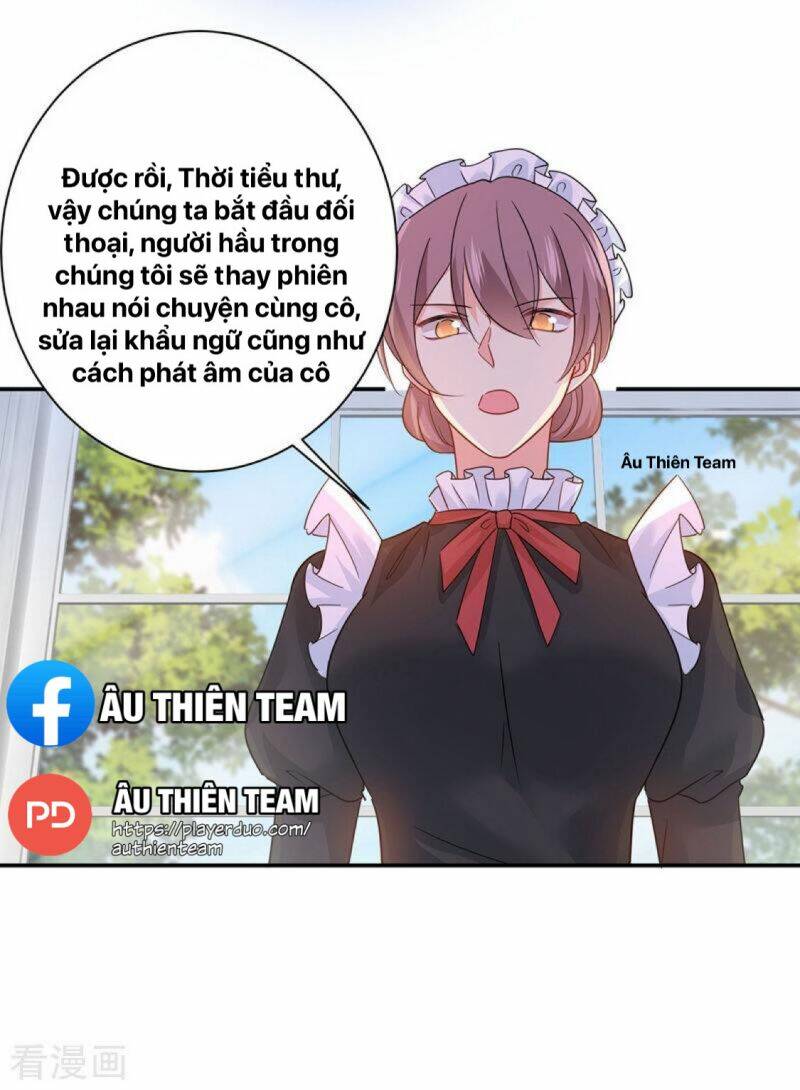 Được rồi, Thời tiểu thư,
vậy chúng ta bắt đầu đối
thoại, người hầu trong
chúng tôi sẽ thay phiên
nhau nói chuyện cùng cô,
sửa lại khẩu ngữ cũng như
cách phát âm của cô
Âu Thiên Team
f ÂU THIÊN TEAM
PD ÂU THIÊN TEAM
https://playerduo.com/
authienteam
看漫画